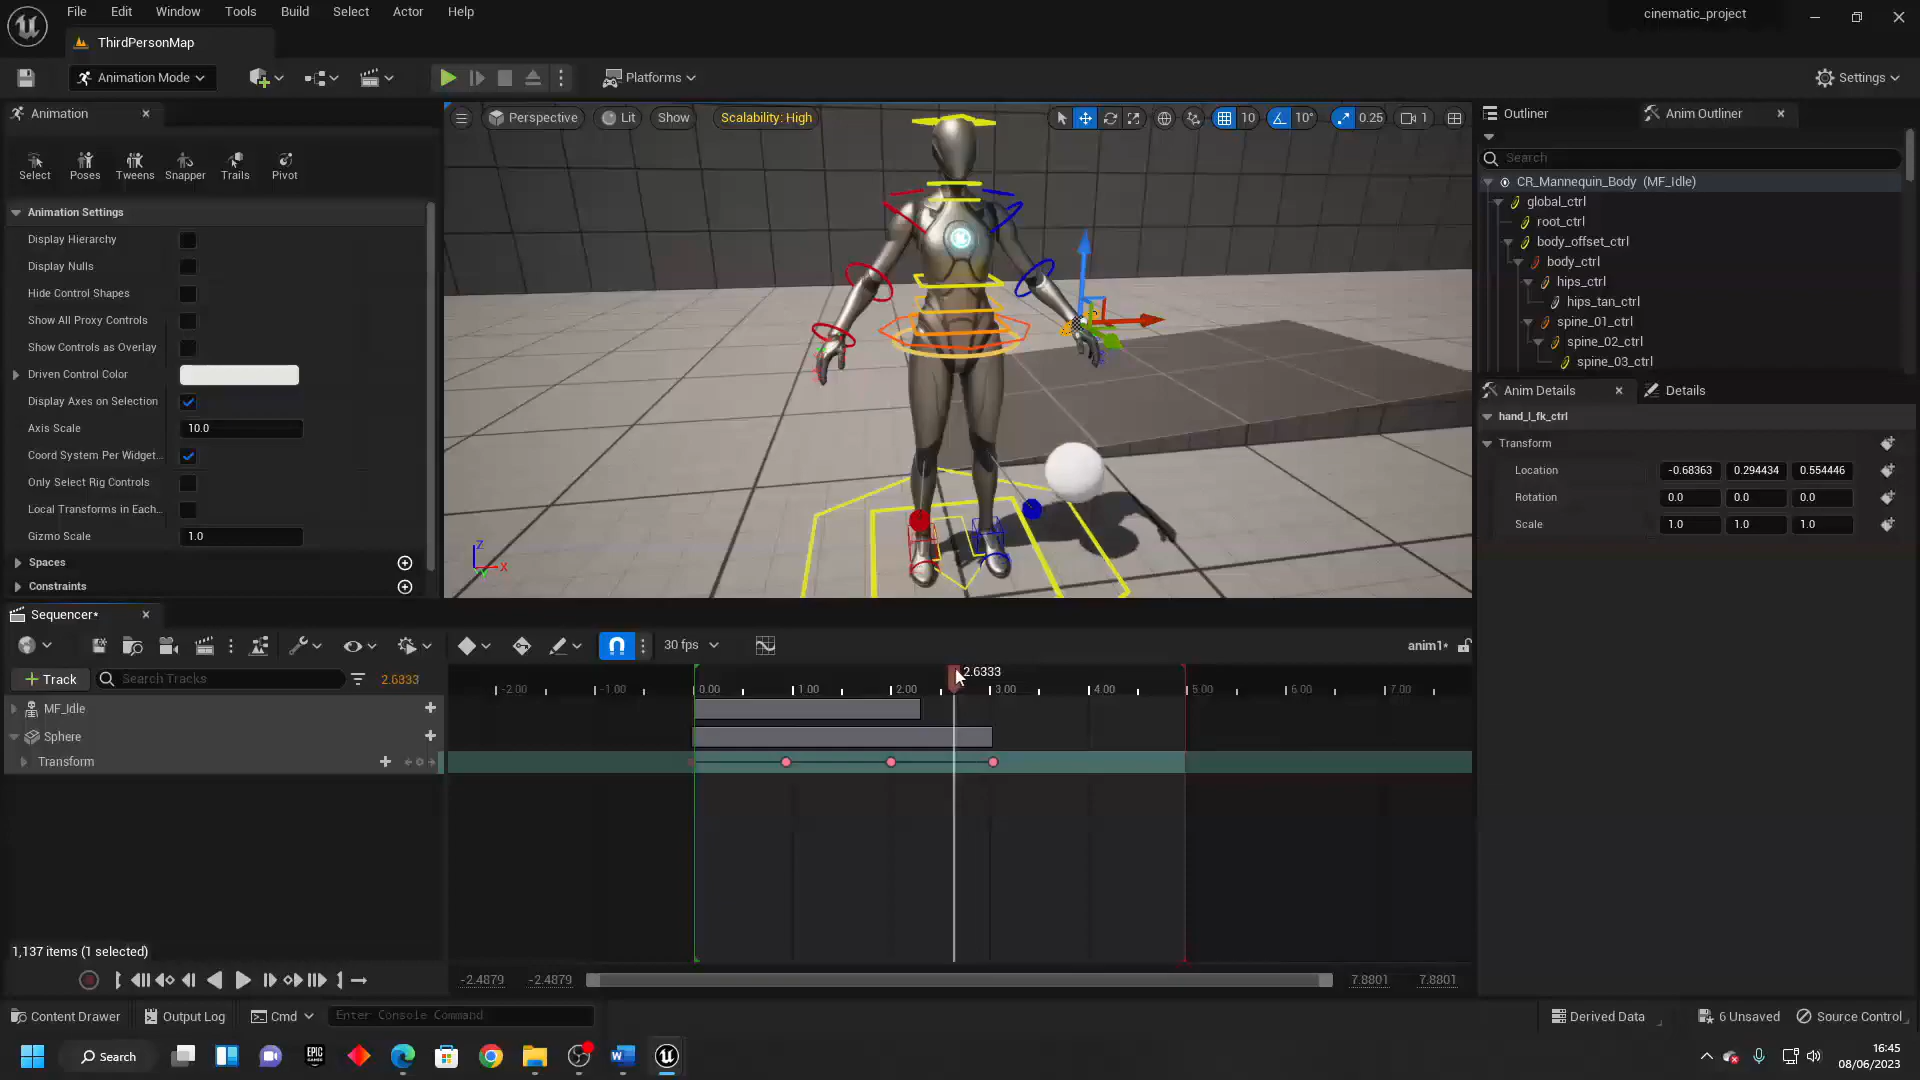 File Edit Window Tools Build Select Actor Help
cinematic_project
ThirdPersonMap
Animation Mode
Platforms
Settings
Animation
Perspective Lit Show Scalability: High
10 10° 0.25 1
Outliner Anim Outliner
Search
Select Poses Tweens Snapper Trails Pivot
CR_Mannequin_Body (MF_Idle)
global_ctrl
root_ctrl
body_offset_ctrl
body_ctrl
hips_ctrl
hips_tan_ctrl
spine_01_ctrl
spine_02_ctrl
spine_03_ctrl
Animation Settings
Display Hierarchy
Display Nulls
Hide Control Shapes
Show All Proxy Controls
Show Controls as Overlay
Driven Control Color
Display Axes on Selection
Axis Scale 10.0
Coord System Per Widget...
Only Select Rig Controls
Local Transforms in Each...
Gizmo Scale 1.0
Spaces
Constraints
Z
X
Anim Details Details
hand_l_fk_ctrl
Transform
Location -0.68363 0.294434 0.554446
Rotation 0.0 0.0 0.0
Scale 1.0 1.0 1.0
Sequencer*
30 fps
anim1*
Track Search Tracks 2.6333
2.6333
-2.00 -1.00 0.00 1.00 2.00 3.00 4.00 5.00 6.00 7.00
MF_Idle
Sphere
Transform
1,137 items (1 selected)
-2.4879 -2.4879 7.8801 7.8801
Content Drawer Output Log Cmd Enter Console Command
Derived Data 6 Unsaved Source Control
Search
EPIC GAMES
W
16:45
08/06/2023